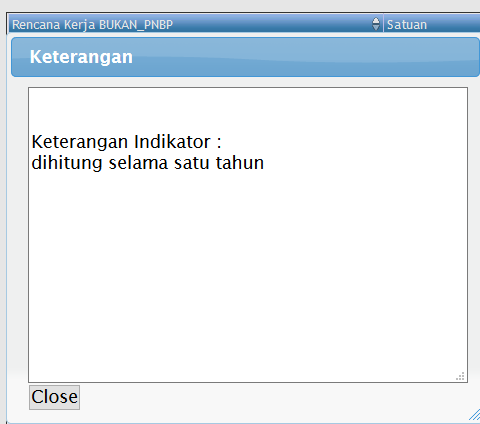 Rencana Kerja BUKAN_PNBP Satuan
Keterangan
Keterangan Indikator :
dihitung selama satu tahun
Close